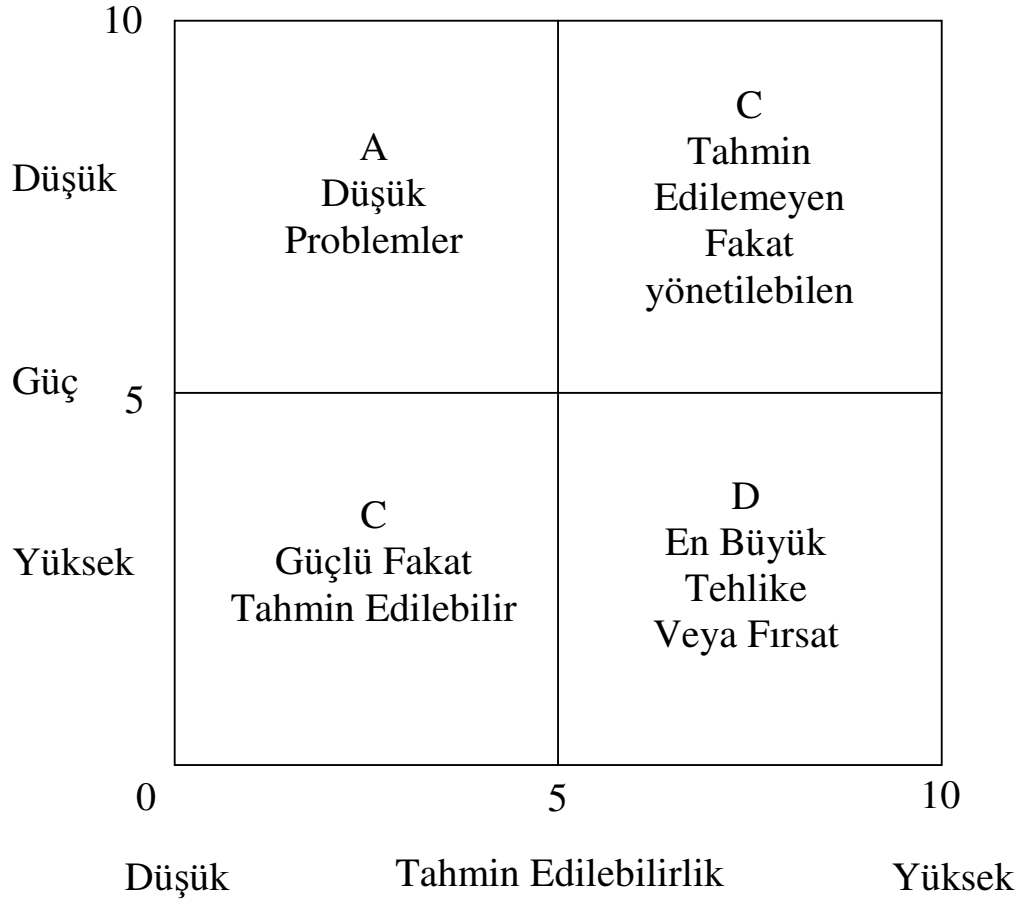 10
Düşük
A
Düşük
Problemler
C
Tahmin
Edilemeyen
Fakat
yönetilebilen
Güç
5
Yüksek
C
Güçlü Fakat
Tahmin Edilebilir
D
En Büyük
Tehlike
Veya Fırsat
0
5
10
Düşük
Tahmin Edilebilirlik
Yüksek